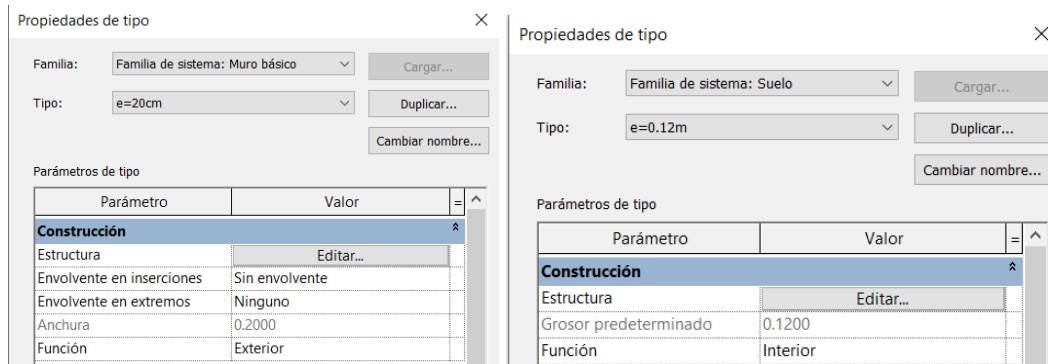 Propiedades de tipo
Familia: Familia de sistema: Muro básico Cargar...
Tipo: e=20cm Duplicar...
Cambiar nombre...
Parámetros de tipo
Parámetro Valor =
Construcción
Estructura Editar...
Envolvente en inserciones Sin envolvente
Envolvente en extremos Ninguno
Anchura 0.2000
Función Exterior
Propiedades de tipo
Familia: Familia de sistema: Suelo Cargar...
Tipo: e=0.12m Duplicar...
Cambiar nombre...
Parámetros de tipo
Parámetro Valor =
Construcción
Estructura Editar...
Grosor predeterminado 0.1200
Función Interior